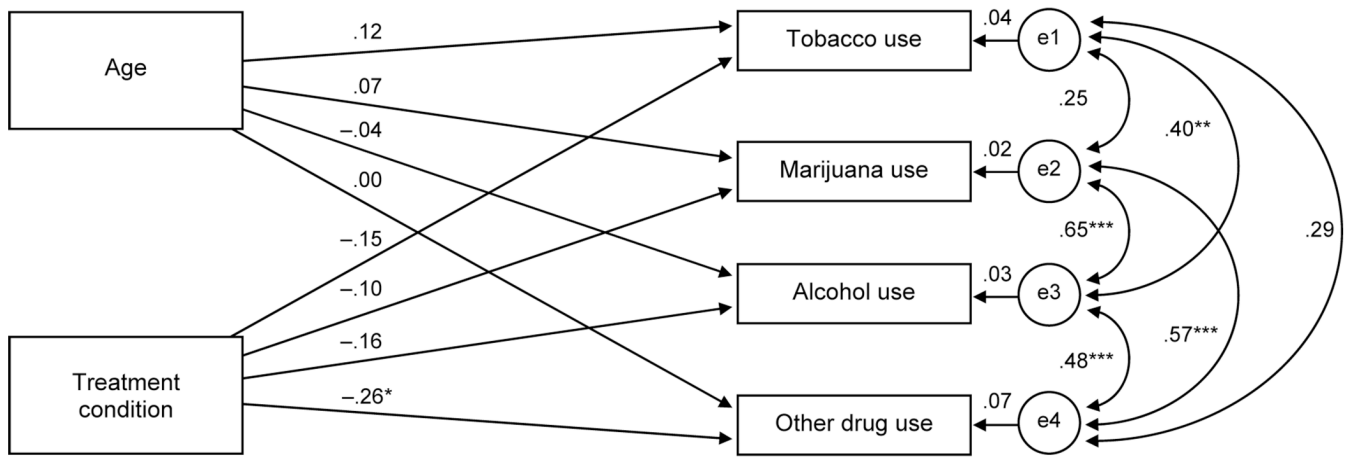 Age
Treatment
condition
.12
.07
–.04
.00
–.15
–.10
–.16
–.26*
Tobacco use
Marijuana use
Alcohol use
Other drug use
.04
.02
.03
.07
e1
e2
e3
e4
.25
.40**
.65***
.29
.57***
.48***